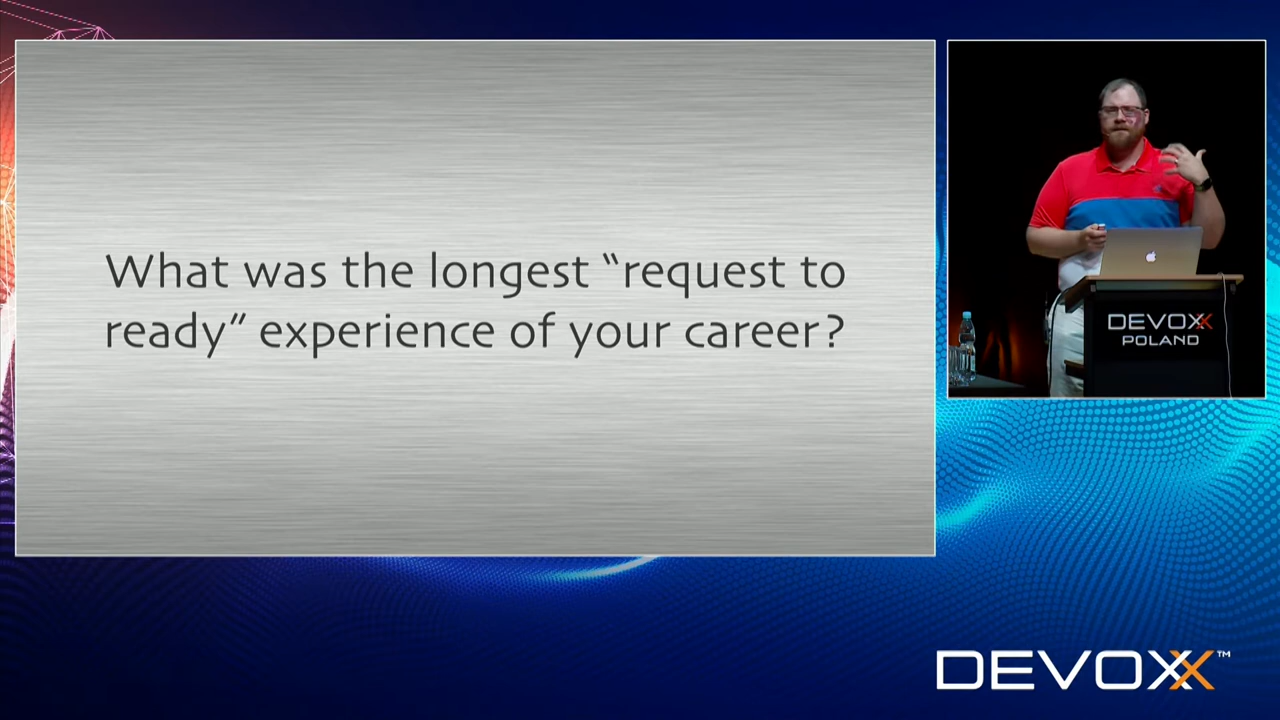 What was the longest “request to
ready” experience of your career?
DEVOXX
POLAND
DEVOXX™